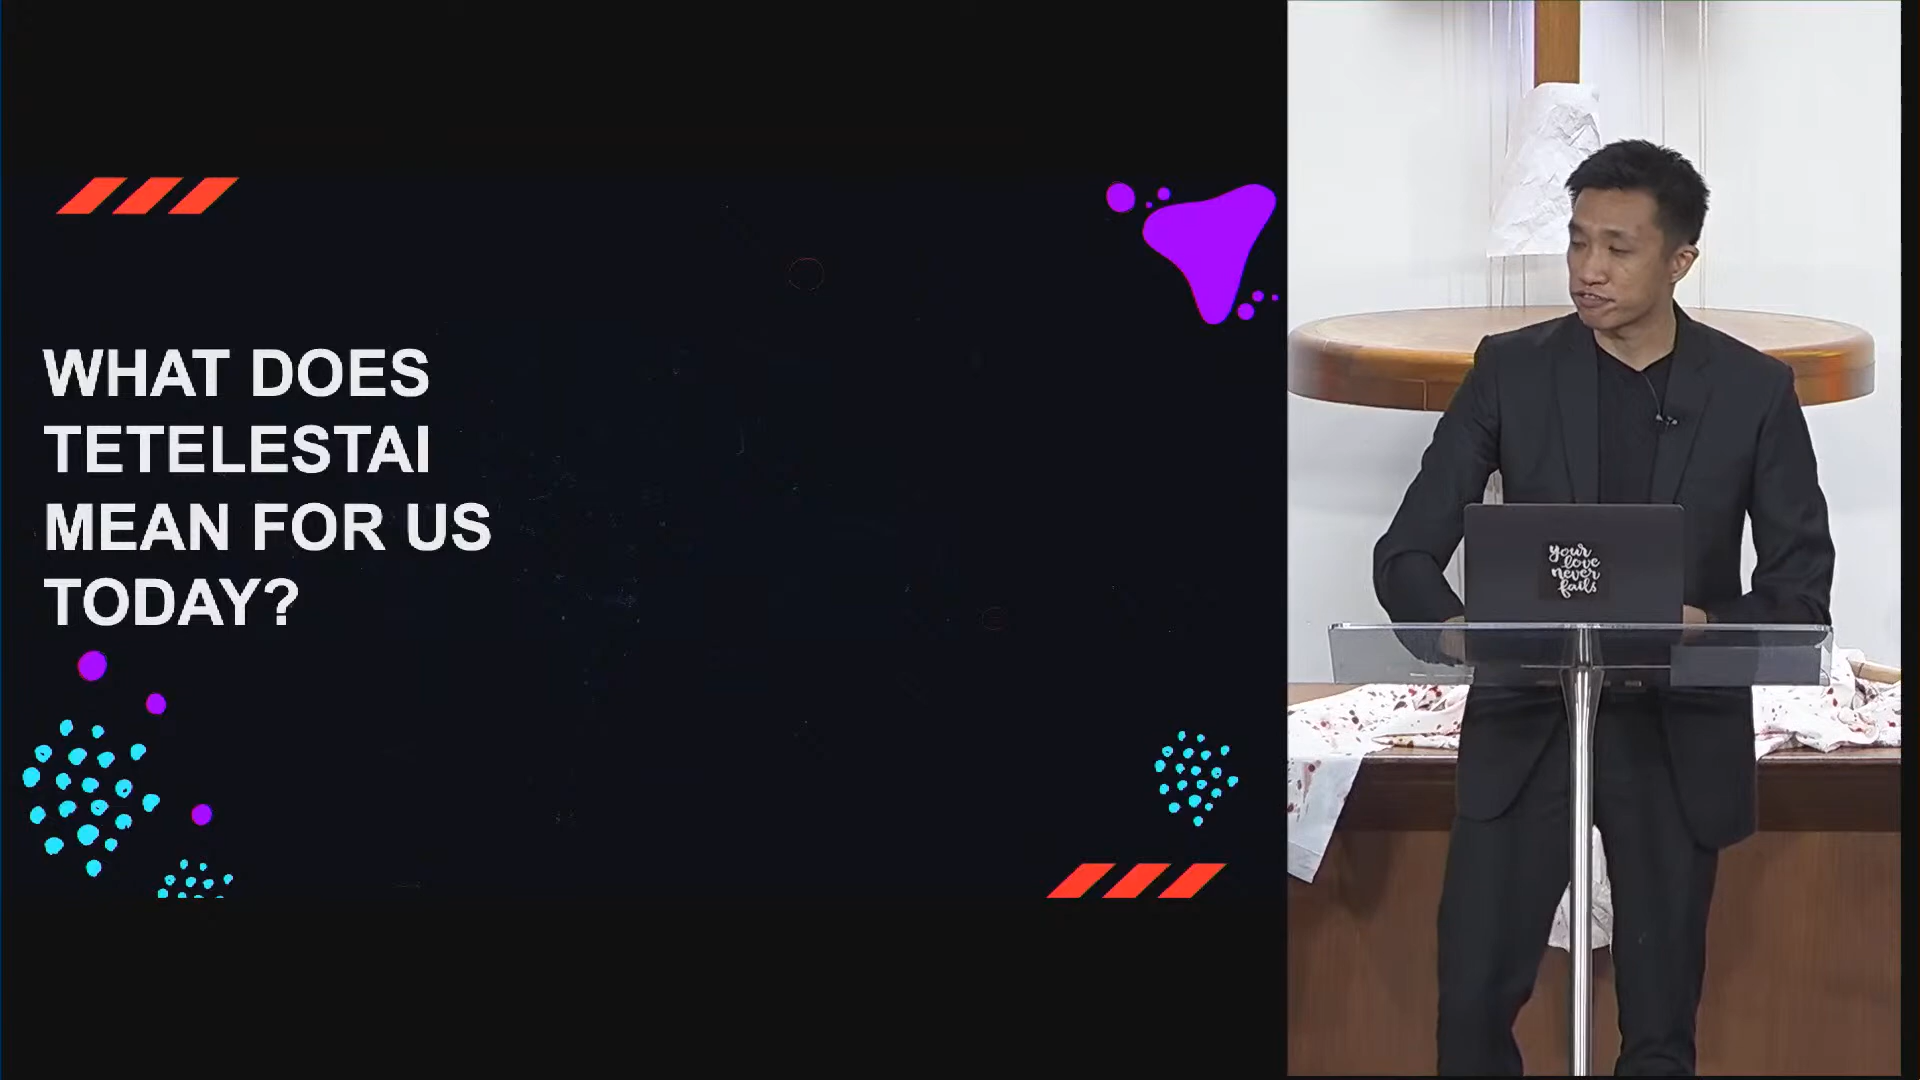 WHAT DOES
TETELESTAI
MEAN FOR US
TODAY?
your
love
never
fails